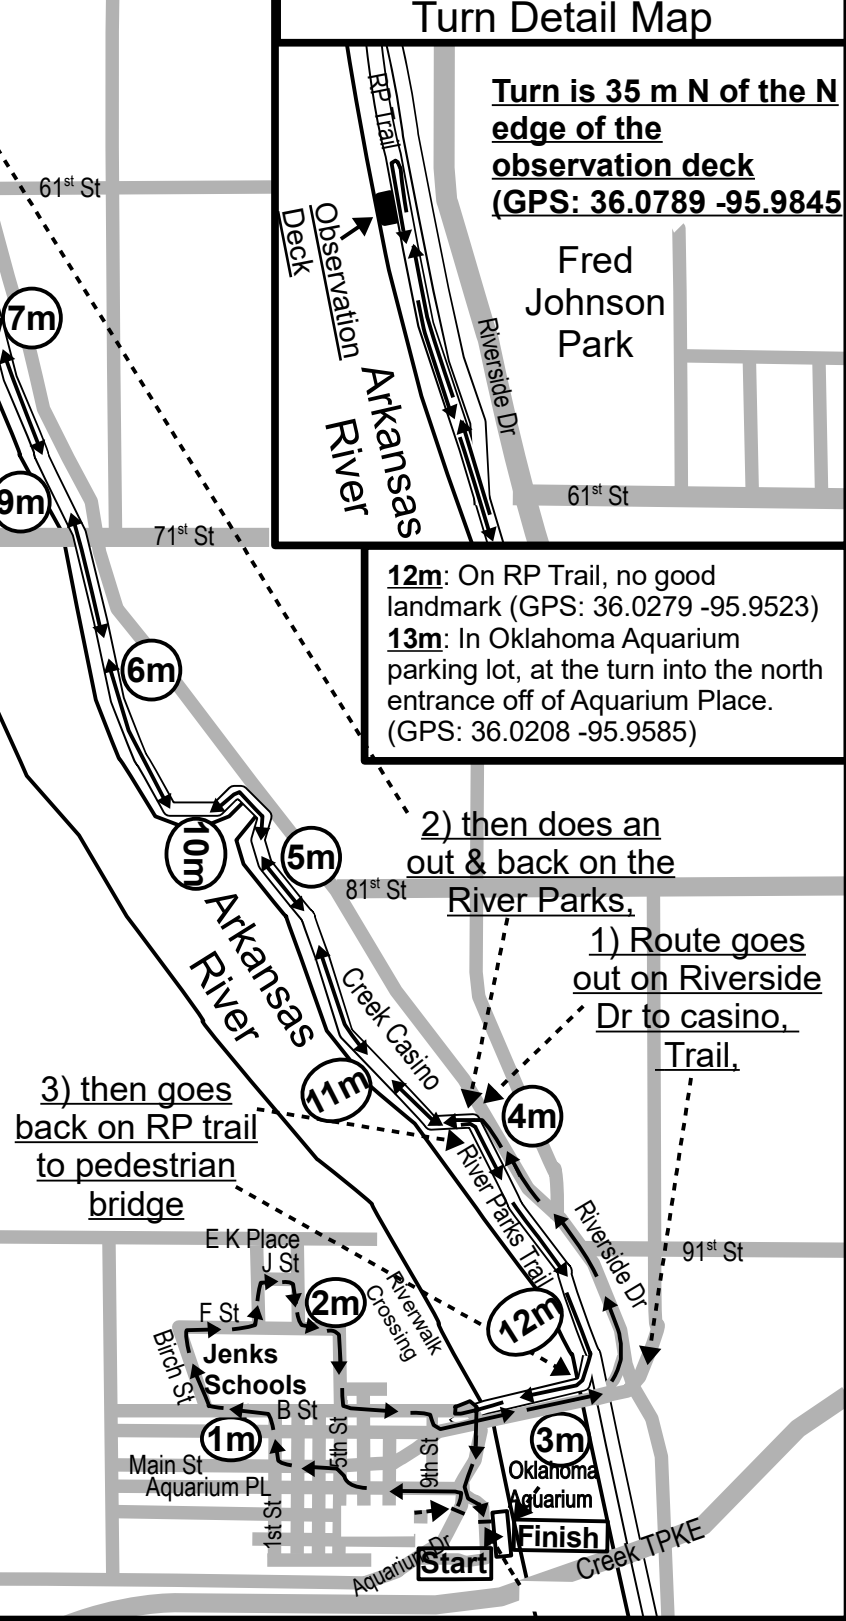 Turn Detail Map
RP Trail
Turn is 35 m N of the N
edge of the
observation deck
(GPS: 36.0789 -95.9845
Observation
Deck
Fred
Johnson
Park
Riverside Dr
Arkansas
River
61st St
61st St
7m
9m
71st St
12m: On RP Trail, no good
landmark (GPS: 36.0279 -95.9523)
13m: In Oklahoma Aquarium
parking lot, at the turn into the north
entrance off of Aquarium Place.
(GPS: 36.0208 -95.9585)
6m
10m
5m
2) then does an
out & back on the
River Parks,
81st St
1) Route goes
out on Riverside
Dr to casino,
Trail,
Arkansas
River
Creek Casino
11m
4m
3) then goes
back on RP trail
to pedestrian
bridge
River Parks Trail
Riverside Dr
91st St
E K Place
J St
F St
2m
Riverwalk
Crossing
12m
Birch St
Jenks
Schools
B St
1m
5th St
9th St
3m
Main St
Aquarium PL
1st St
Oklahoma
Aquarium
Finish
Start
Aquarium Dr
Creek TPKE